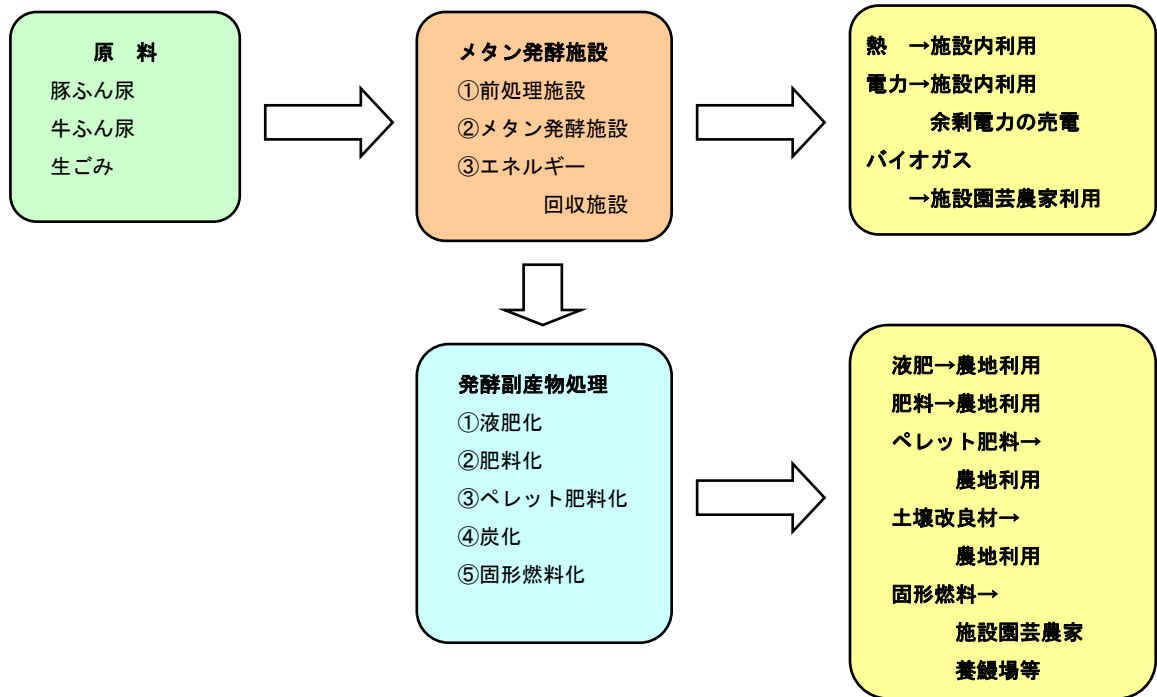 原 料
豚ふん尿
牛ふん尿
生ごみ
メタン発酵施設
①前処理施設
②メタン発酵施設
③エネルギー
回収施設
熱 →施設内利用
電力→施設内利用
余剰電力の売電
バイオガス
→施設園芸農家利用
発酵副産物処理
①液肥化
②肥料化
③ペレット肥料化
④炭化
⑤固形燃料化
液肥→農地利用
肥料→農地利用
ペレット肥料→
農地利用
土壌改良材→
農地利用
固形燃料→
施設園芸農家
養鰻場等